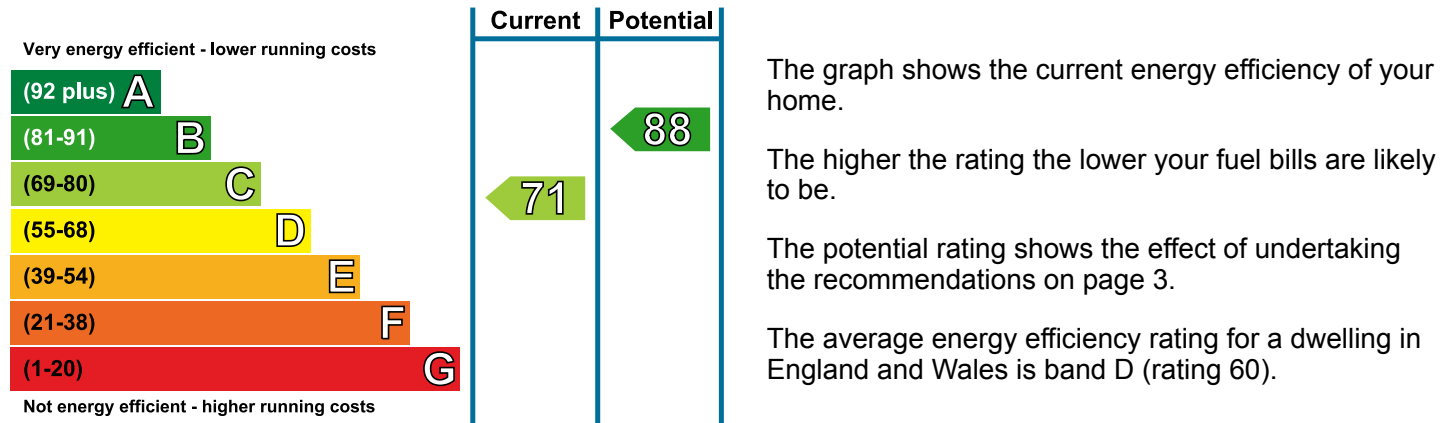 Current Potential
Very energy efficient - lower running costs
(92 plus) A
(81-91) B
88
(69-80) C
71
(55-68) D
(39-54) E
(21-38) F
(1-20) G
Not energy efficient - higher running costs
The graph shows the current energy efficiency of your
home.
The higher the rating the lower your fuel bills are likely
to be.
The potential rating shows the effect of undertaking
the recommendations on page 3.
The average energy efficiency rating for a dwelling in
England and Wales is band D (rating 60).